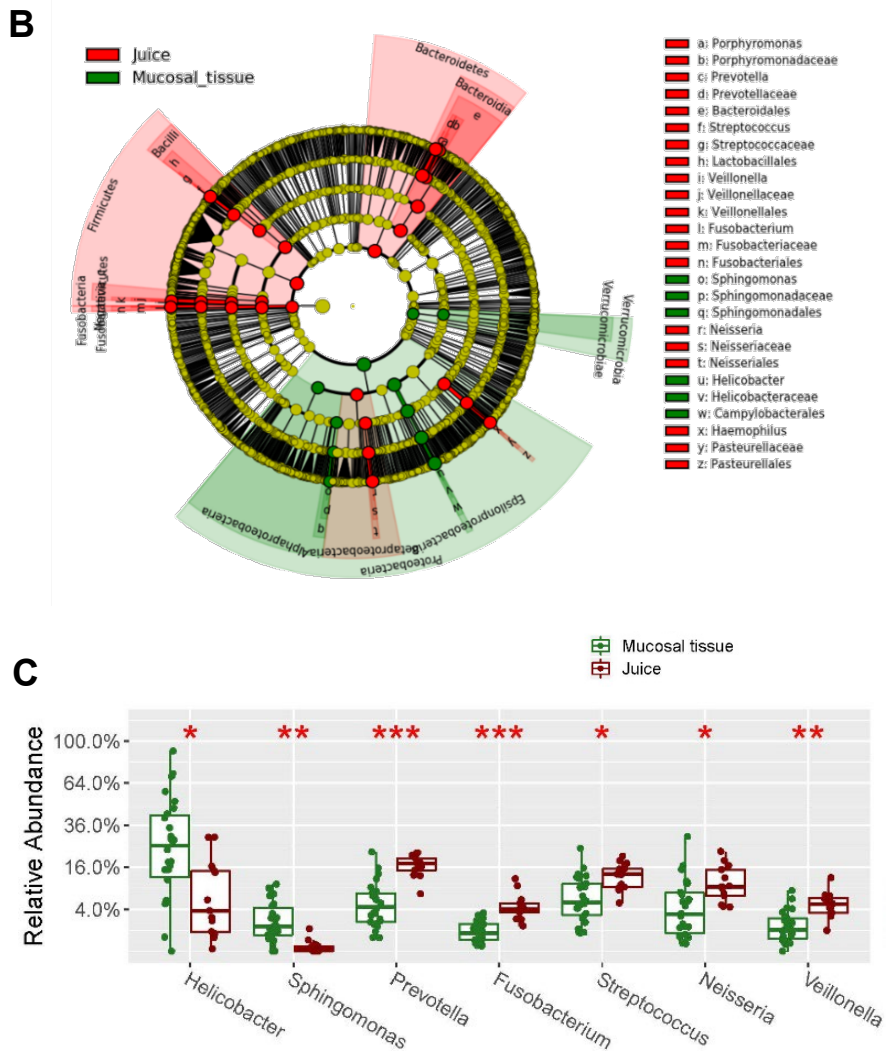 B
Juice
Mucosal_tissue
Bacteroidetes
Bacteroidia
e
Bacilli
h
g
Firmicutes
Fusobacteria
n k m j
Verrucomicrobia
Verrucomicrobiae
z
w
v
Epsilonproteobacteria
o
p
q
r
s
t
Alphaproteobacteria
Betaproteobacteria
Proteobacteria
a: Porphyromonas
b: Porphyromonadaceae
c: Prevotella
d: Prevotellaceae
e: Bacteroidales
f: Streptococcus
g: Streptococcaceae
h: Lactobacillales
i: Veillonella
j: Veillonellaceae
k: Veillonellales
l: Fusobacterium
m: Fusobacteriaceae
n: Fusobacteriales
o: Sphingomonas
p: Sphingomonadaceae
q: Sphingomonadales
r: Neisseria
s: Neisseriaceae
t: Neisseriales
u: Helicobacter
v: Helicobacteraceae
w: Campylobacterales
x: Haemophilus
y: Pasteurellaceae
z: Pasteurellales
C
Mucosal tissue
Juice
Relative Abundance
* ** *** *** * * **
100.0%
64.0%
36.0%
16.0%
4.0%
Helicobacter
Sphingomonas
Prevotella
Fusobacterium
Streptococcus
Neisseria
Veillonella